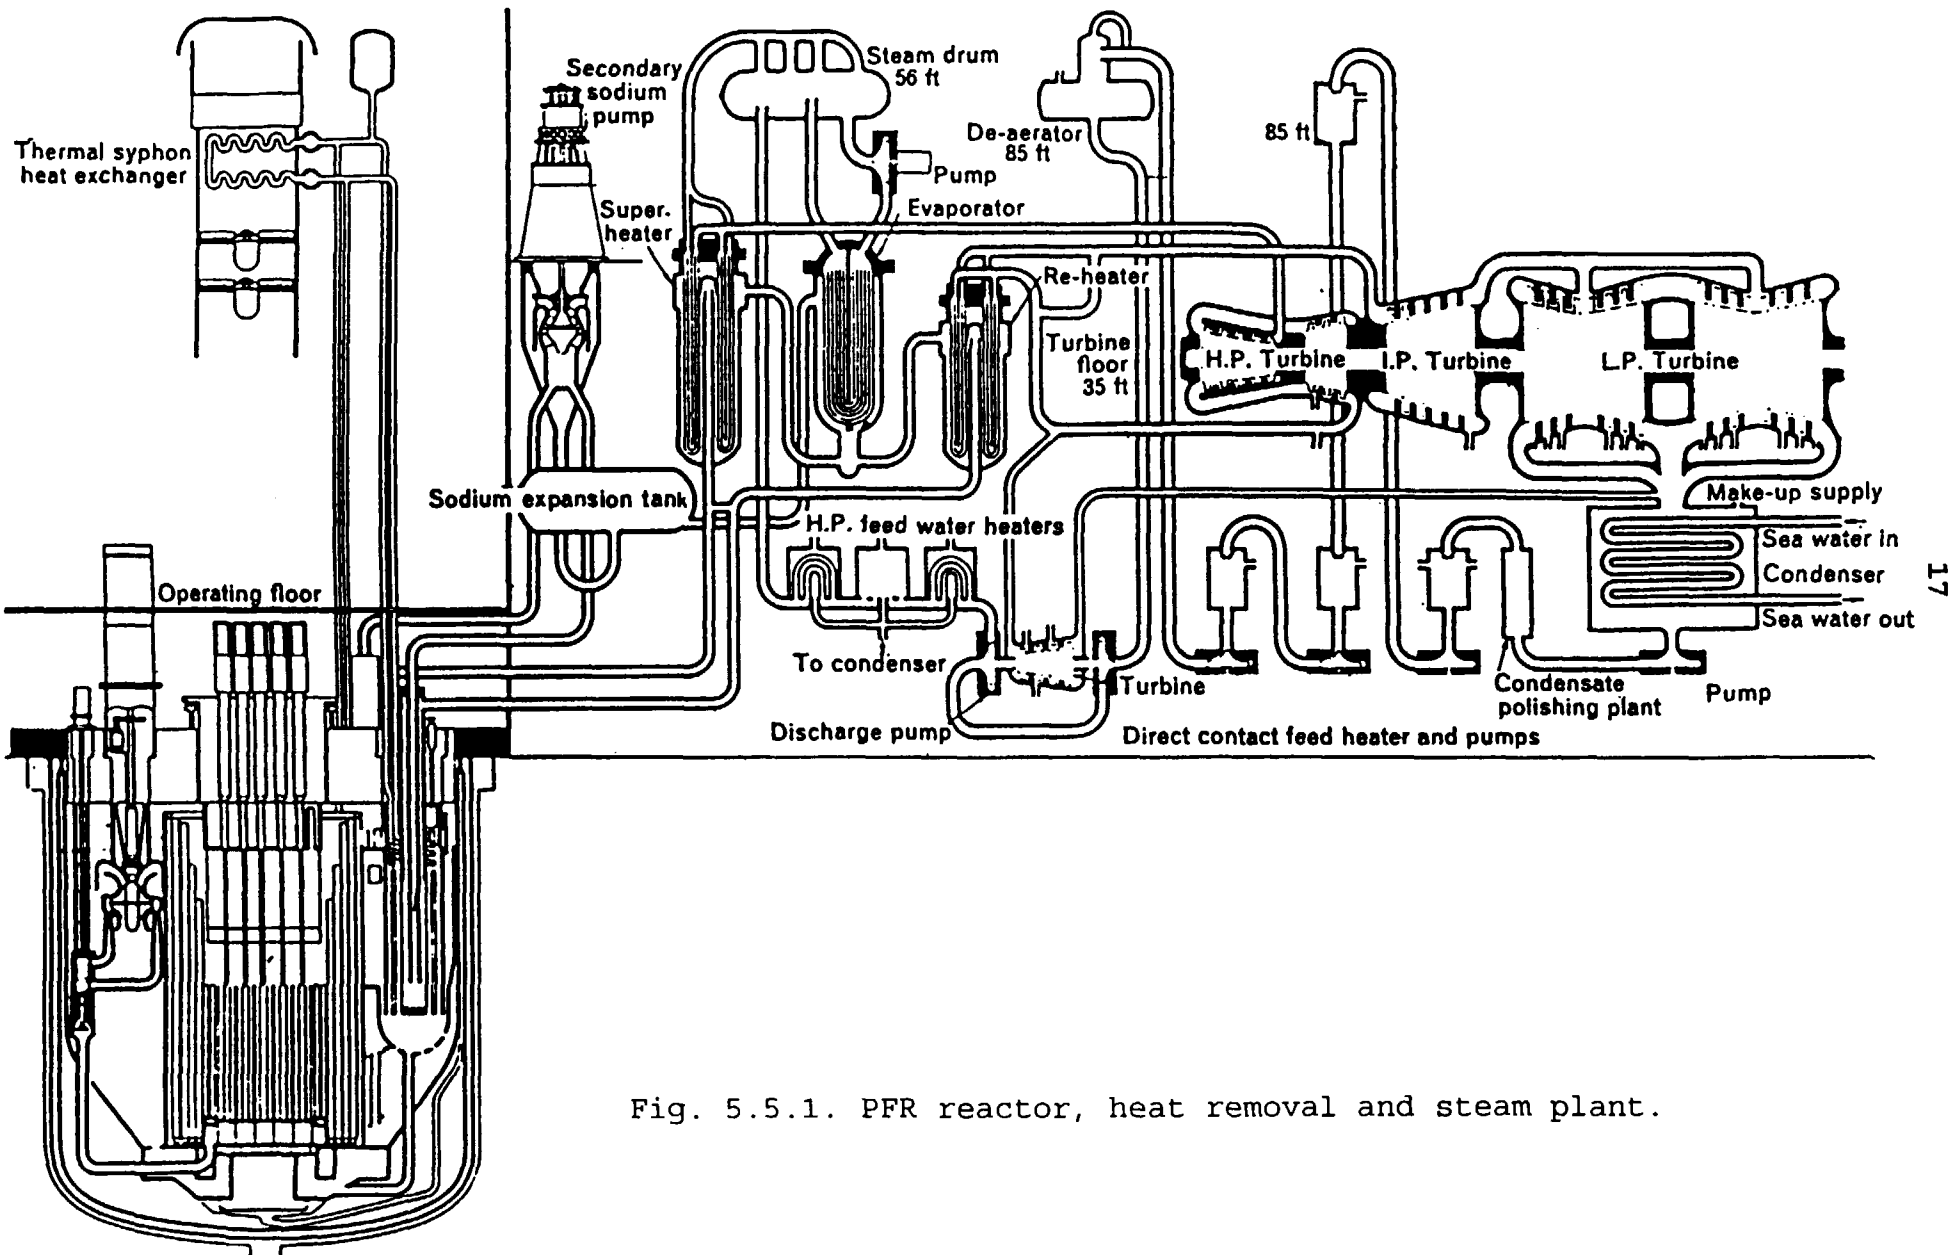 Steam drum
56 ft
Secondary
sodium
pump
Thermal syphon
heat exchanger
De-aerator
85 ft
85 ft
Pump
Super-
heater
Evaporator
Re-heater
Turbine
floor
35 ft
H.P. Turbine
I.P. Turbine
L.P. Turbine
Sodium expansion tank
H.P. feed water heaters
Make-up supply
Sea water in
Condenser
Sea water out
Operating floor
To condenser
Turbine
Discharge pump
Condensate
polishing plant
Pump
Direct contact feed heater and pumps
17
Fig. 5.5.1. PFR reactor, heat removal and steam plant.